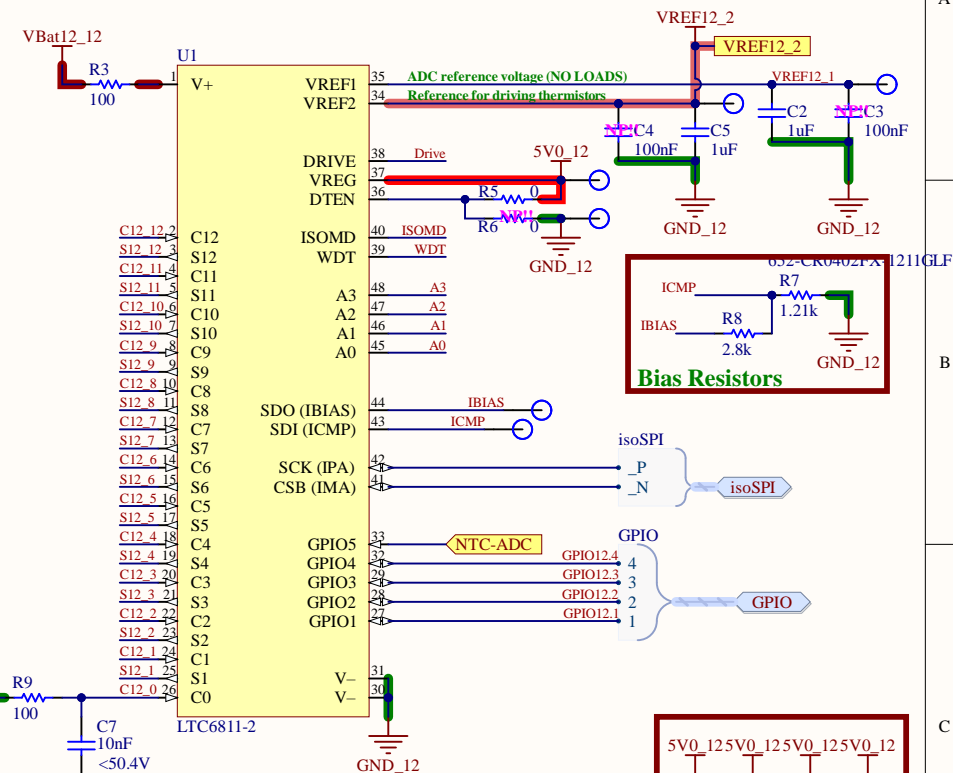 A
VREF12_2
VBat12_12
VREF12_2
U1
R3
100
1
V+
VREF1
35
ADC reference voltage (NO LOADS)
VREF12_1
VREF2
34
Reference for driving thermistors
NP!!
C4
100nF
C5
1uF
C2
1uF
NP!!
C3
100nF
5V0_12
DRIVE
38
Drive
VREG
37
DTEN
36
R5
0
NP!!
R6
0
GND_12
GND_12
GND_12
C12_12
2
C12
ISOMD
40
ISOMD
S12_12
3
S12
WDT
39
WDT
C12_11
4
C11
S12_11
5
S11
A3
48
A3
C12_10
6
C10
A2
47
A2
S12_10
7
S10
A1
46
A1
C12_9
8
C9
A0
45
A0
S12_9
9
S9
C12_8
10
C8
S12_8
11
S8
SDO (IBIAS)
44
IBIAS
C12_7
12
C7
SDI (ICMP)
43
ICMP
S12_7
13
S7
C12_6
14
C6
SCK (IPA)
42
S12_6
15
S6
CSB (IMA)
41
C12_5
16
C5
S12_5
17
S5
C12_4
18
C4
GPIO5
33
NTC-ADC
S12_4
19
S4
GPIO4
32
GPIO12.4
C12_3
20
C3
GPIO3
29
GPIO12.3
S12_3
21
S3
GPIO2
28
GPIO12.2
C12_2
22
C2
GPIO1
27
GPIO12.1
S12_2
23
S2
C12_1
24
C1
S12_1
25
S1
V–
31
C12_0
26
C0
V–
30
LTC6811-2
GND_12
652-CR0402FX-1211GLF
ICMP
R7
1.21k
IBIAS
R8
2.8k
GND_12
Bias Resistors
B
isoSPI
_P
_N
isoSPI
GPIO
4
3
2
1
GPIO
R9
100
C7
10nF
<50.4V
C
5V0_12
5V0_12
5V0_12
5V0_12